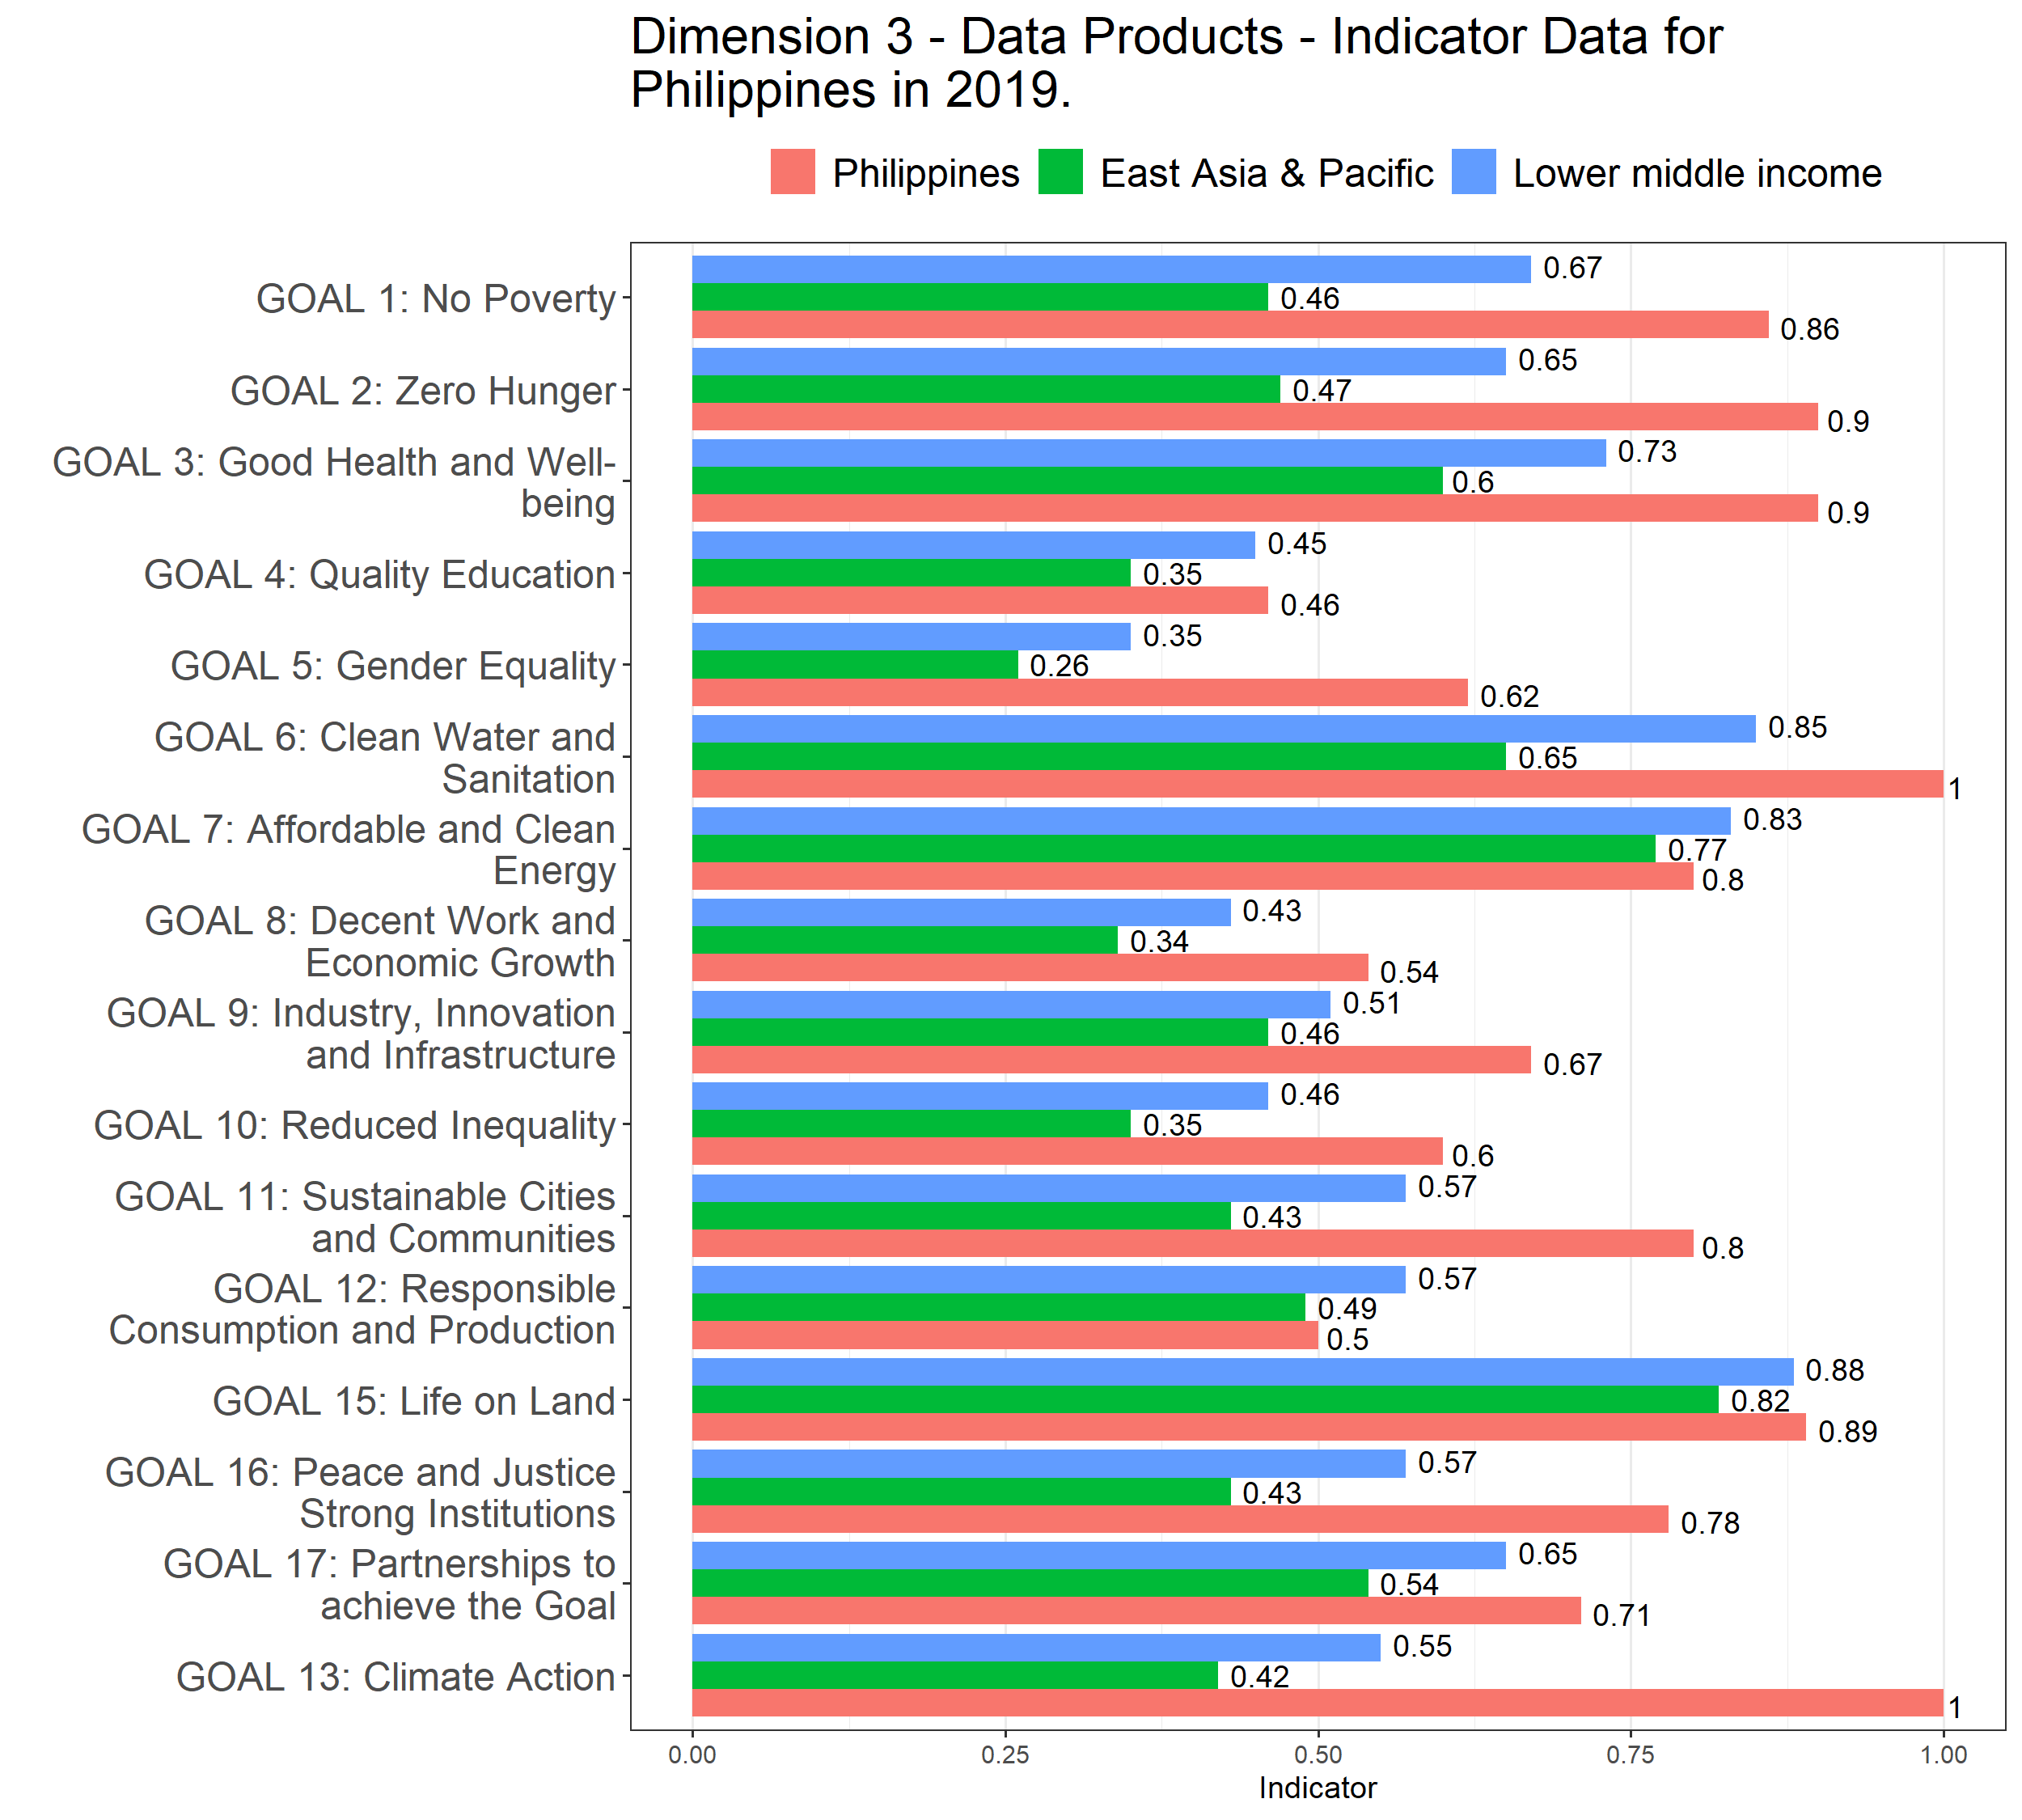 Dimension 3 - Data Products - Indicator Data for
Philippines in 2019.
Philippines East Asia & Pacific Lower middle income
GOAL 1: No Poverty
0.67
0.46
0.86
GOAL 2: Zero Hunger
0.65
0.47
0.9
GOAL 3: Good Health and Well-
being
0.73
0.6
0.9
GOAL 4: Quality Education
0.45
0.35
0.46
GOAL 5: Gender Equality
0.35
0.26
0.62
GOAL 6: Clean Water and
Sanitation
0.85
0.65
1
GOAL 7: Affordable and Clean
Energy
0.83
0.77
0.8
GOAL 8: Decent Work and
Economic Growth
0.43
0.34
0.54
GOAL 9: Industry, Innovation
and Infrastructure
0.51
0.46
0.67
GOAL 10: Reduced Inequality
0.46
0.35
0.6
GOAL 11: Sustainable Cities
and Communities
0.57
0.43
0.8
GOAL 12: Responsible
Consumption and Production
0.57
0.49
0.5
GOAL 15: Life on Land
0.88
0.82
0.89
GOAL 16: Peace and Justice
Strong Institutions
0.57
0.43
0.78
GOAL 17: Partnerships to
achieve the Goal
0.65
0.54
0.71
GOAL 13: Climate Action
0.55
0.42
1
0.00 0.25 0.50 0.75 1.00
Indicator